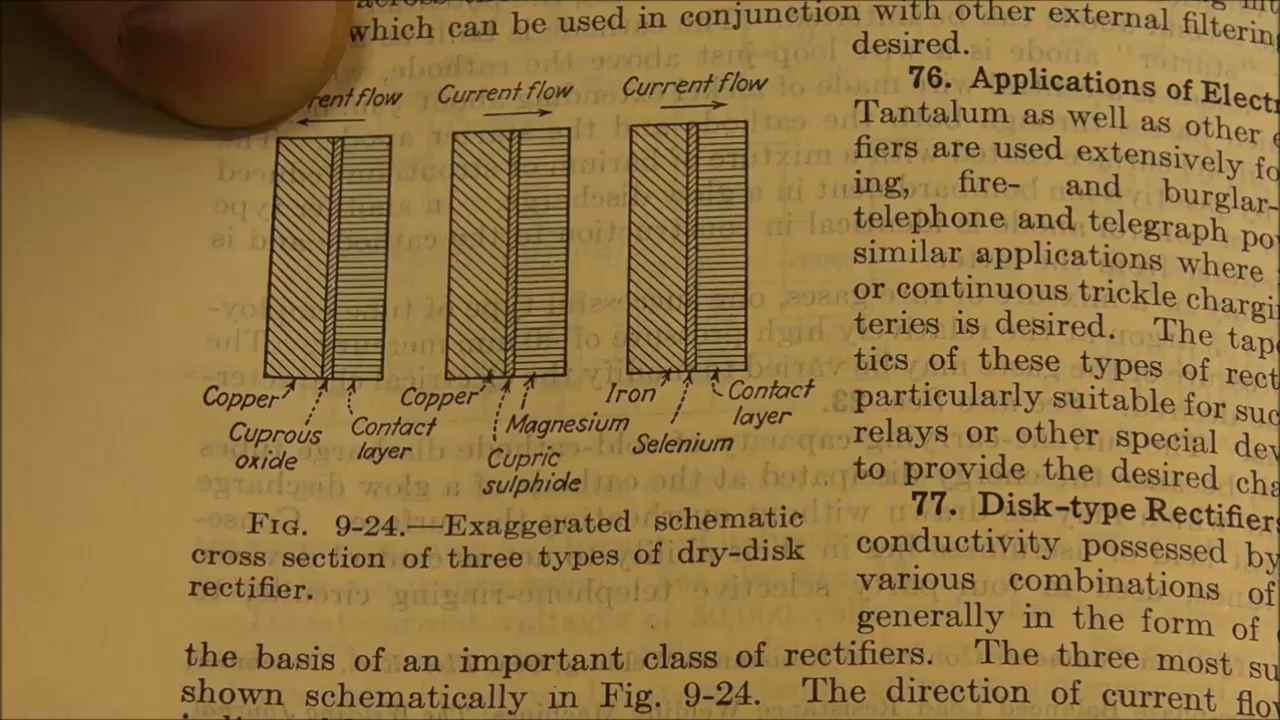 which can be used in conjunction with other external filtering
desired.
rent flow
Current flow
Current flow
Copper
Cuprous
oxide
Contact
layer
Copper
Magnesium
Cupric
sulphide
Iron
Selenium
Contact
layer
FIG. 9-24.—Exaggerated schematic
cross section of three types of dry-disk
rectifier.
76. Applications of Elect
Tantalum as well as other
fiers are used extensively fo
ing, fire- and burglar-
telephone and telegraph po
similar applications where
or continuous trickle chargi
teries is desired. The tap
tics of these types of rect
particularly suitable for suc
relays or other special dev
to provide the desired cha
77. Disk-type Rectifier
conductivity possessed by
various combinations of
generally in the form of
the basis of an important class of rectifiers. The three most su
shown schematically in Fig. 9-24. The direction of current flo